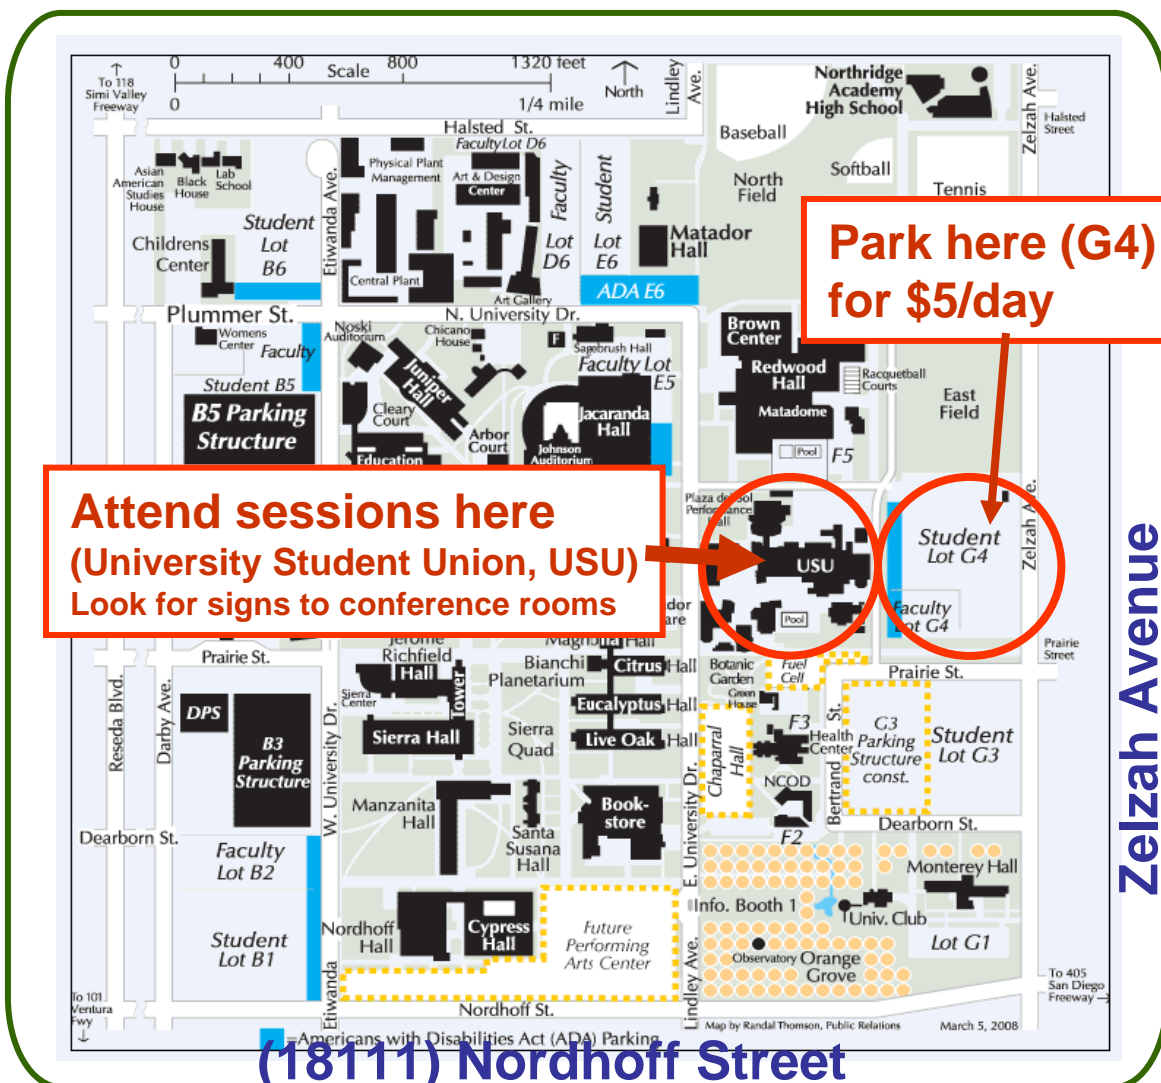 0 400 800 1320 feet
Scale
0 1/4 mile
North
To 118
Simi Valley
Freeway
Lindley
Ave.
Northridge
Academy
High School
Zelzah Ave.
Halsted
Street
Halsted St.
Baseball
Softball
Tennis
North
Field
Asian
American
Studies
House
Black
House
Lab
School
Student
Lot
B6
Childrens
Center
Etiwanda Ave.
Physical Plant
Management
Faculty Lot D6
Art & Design
Center
Faculty
Lot
D6
Student
Lot
E6
Matador
Hall
Central Plant
Art Gallery
ADA E6
Park here (G4)
for $5/day
Plummer St.
N. University Dr.
Womens
Center
Faculty
Student B5
B5 Parking
Structure
Noski
Auditorium
Chicano
House
F
Sagebrush Hall
Faculty Lot
E5
Juniper
Hall
Cleary
Court
Arbor
Court
Education
Johnson
Auditorium
Jacaranda
Hall
Brown
Center
Redwood
Hall
Matadome
Racquetball
Courts
Pool
F5
East
Field
Attend sessions here
(University Student Union, USU)
Look for signs to conference rooms
Plaza del Sol
Performance
Hall
USU
Pool
Student
Lot G4
Faculty
Lot G4
Zelzah Ave.
Prairie
Street
Zelzah Avenue
Prairie St.
Jerome
Richfield
Hall
Sierra
Center
Tower
Sierra Hall
Magnolia Hall
Bianchi
Planetarium
Citrus Hall
Eucalyptus Hall
Live Oak Hall
Sierra
Quad
Botanic
Garden
Green
House
Fuel
Cell
Prairie St.
Reseda Blvd.
Darby Ave.
DPS
B3
Parking
Structure
W. University Dr.
Chaparral
Hall
F3
Health
Center
NCOD
F2
Bertrand St.
G3
Parking
Structure
const.
Student
Lot G3
Manzanita
Hall
Santa
Susana
Hall
Book-
store
E. University Dr.
Dearborn St.
Dearborn St.
Faculty
Lot B2
Student
Lot B1
Nordhoff
Hall
Cypress
Hall
Future
Performing
Arts Center
Info. Booth 1
Univ. Club
Monterey Hall
Observatory
Orange
Grove
Lot G1
Etiwanda
Lindley Ave.
To 101
Ventura
Fwy
Nordhoff St.
To 405
San Diego
Freeway
Map by Randal Thomson, Public Relations March 5, 2008
=Americans with Disabilities Act (ADA) Parking
(18111) Nordhoff Street